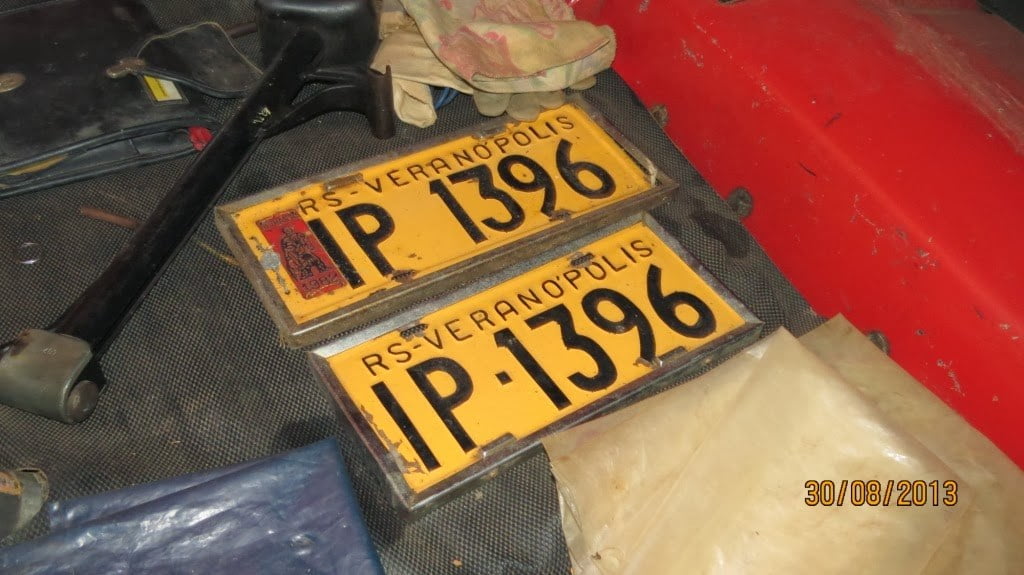 RS-VERANÓPOLIS
IP 1396
RS-VERANÓPOLIS
IP·1396
30/08/2013